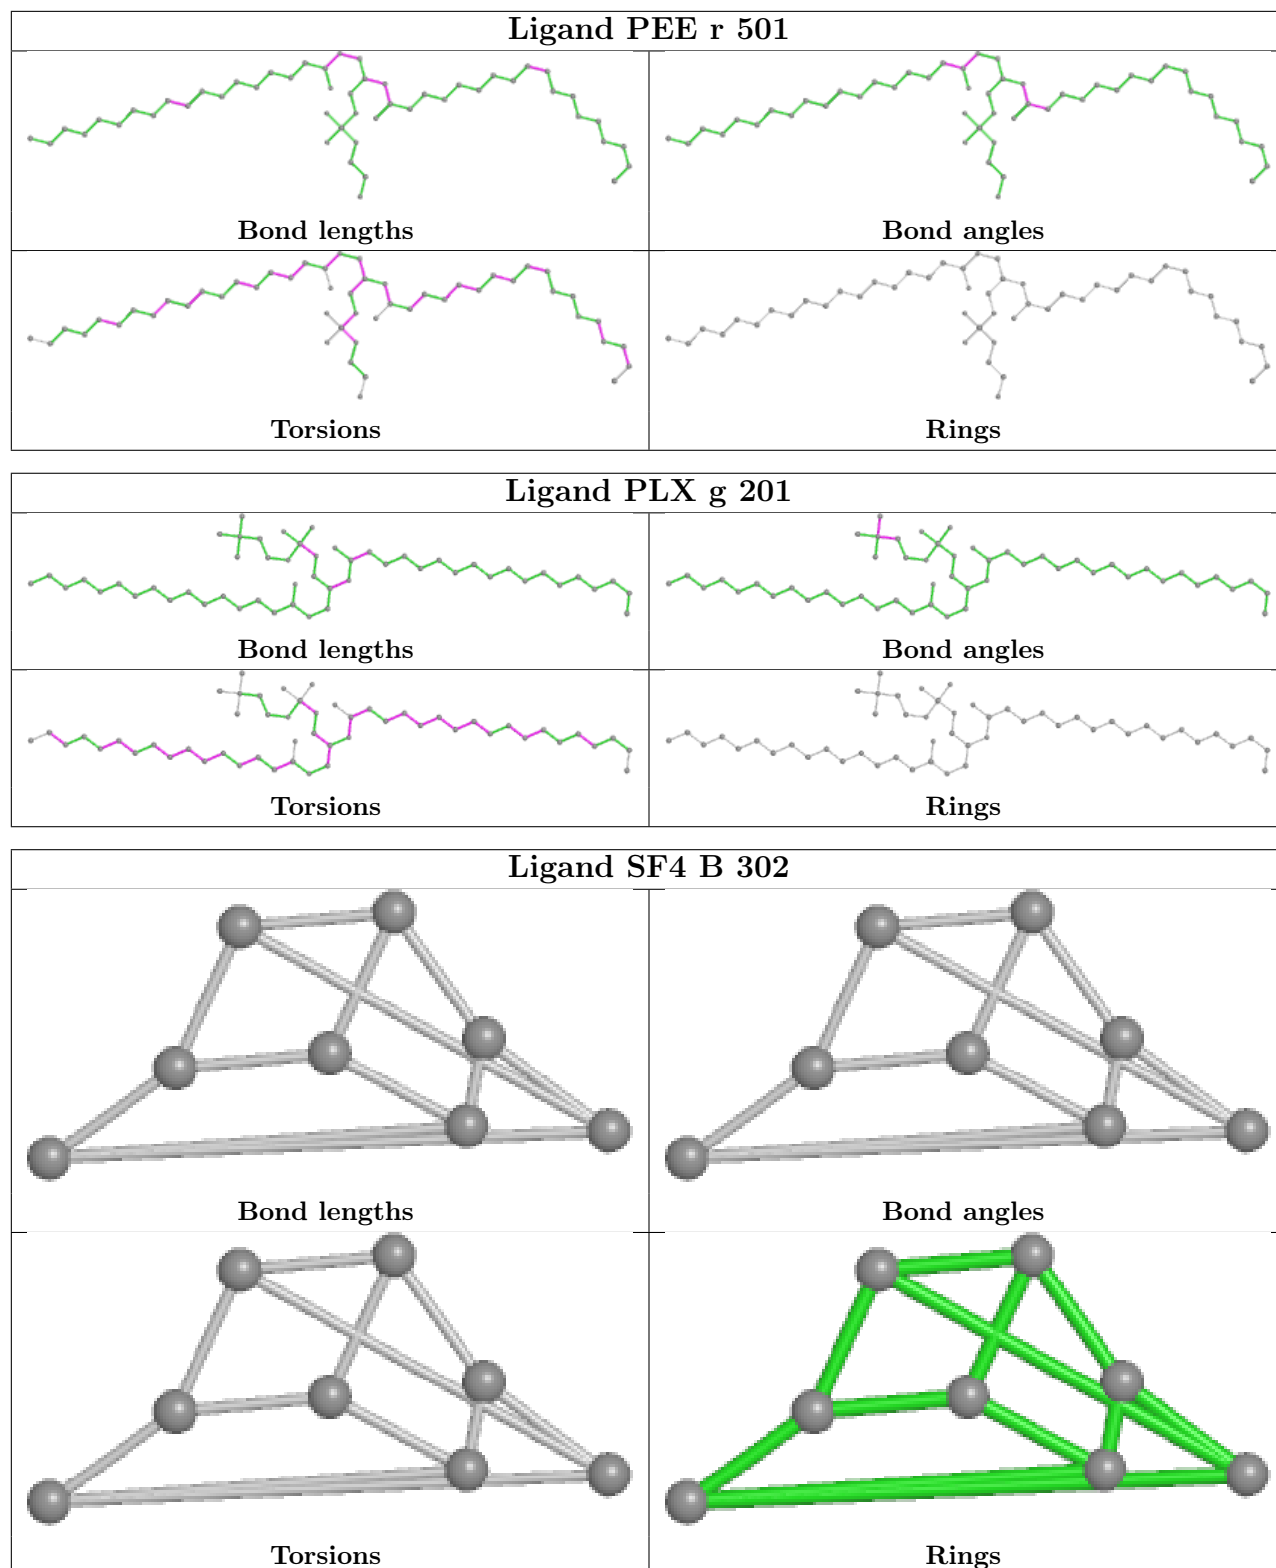 Ligand PEE r 501
Bond lengths
Bond angles
Torsions
Rings
Ligand PLX g 201
Bond lengths
Bond angles
Torsions
Rings
Ligand SF4 B 302
Bond lengths
Bond angles
Torsions
Rings